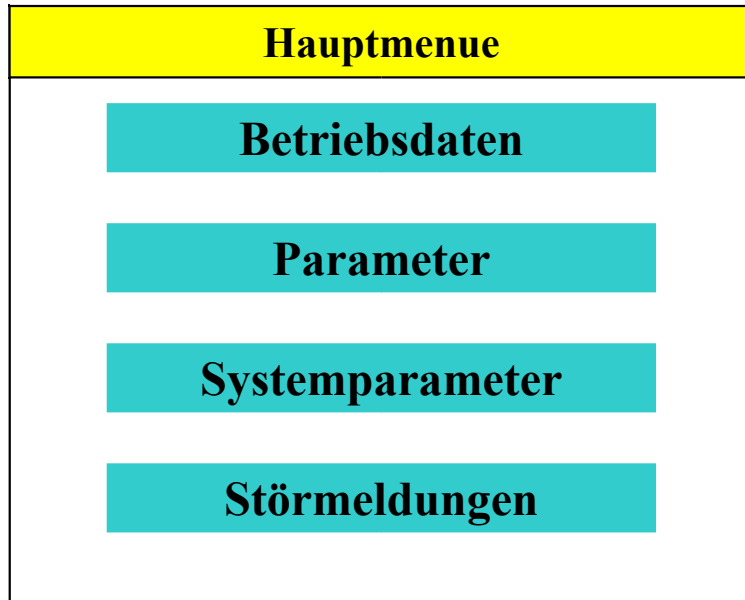 Hauptmenue
Betriebsdaten
Parameter
Systemparameter
Störmeldungen